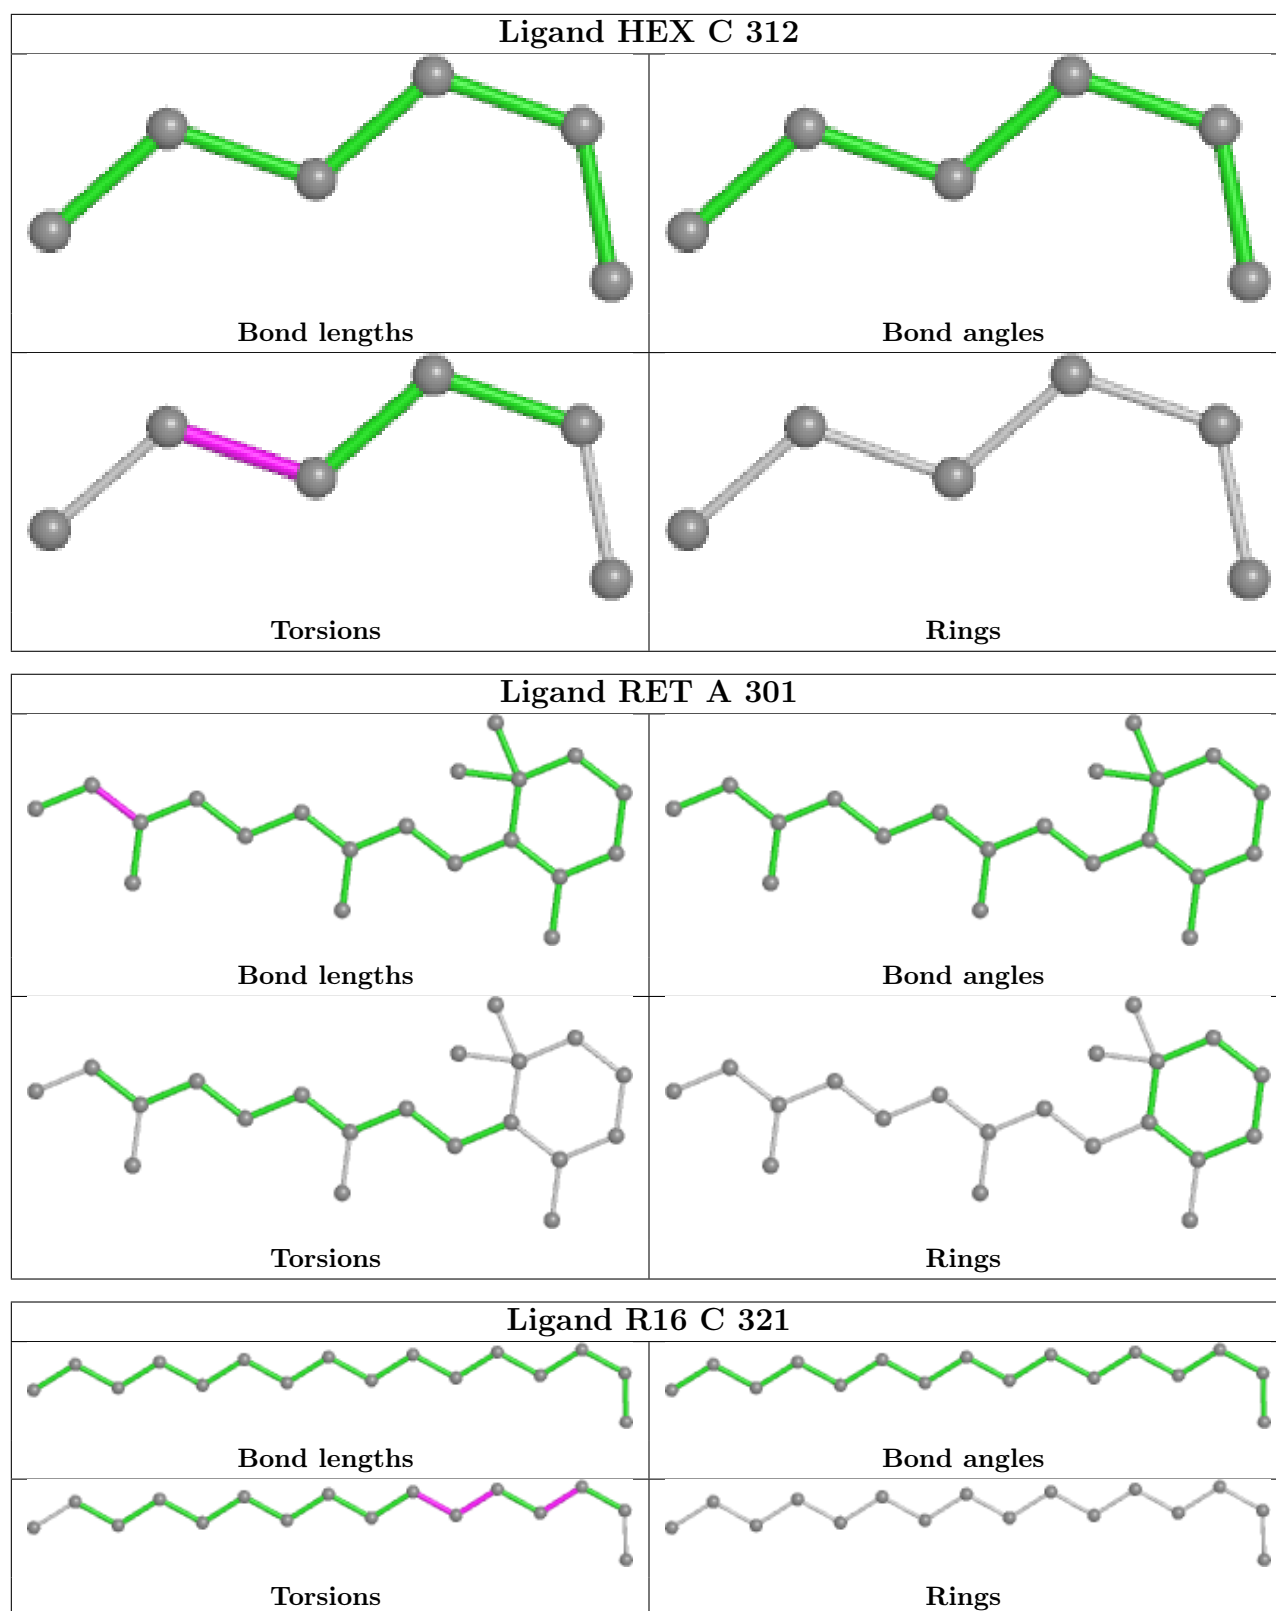 Ligand HEX C 312
Bond lengths
Bond angles
Torsions
Rings
Ligand RET A 301
Bond lengths
Bond angles
Torsions
Rings
Ligand R16 C 321
Bond lengths
Bond angles
Torsions
Rings